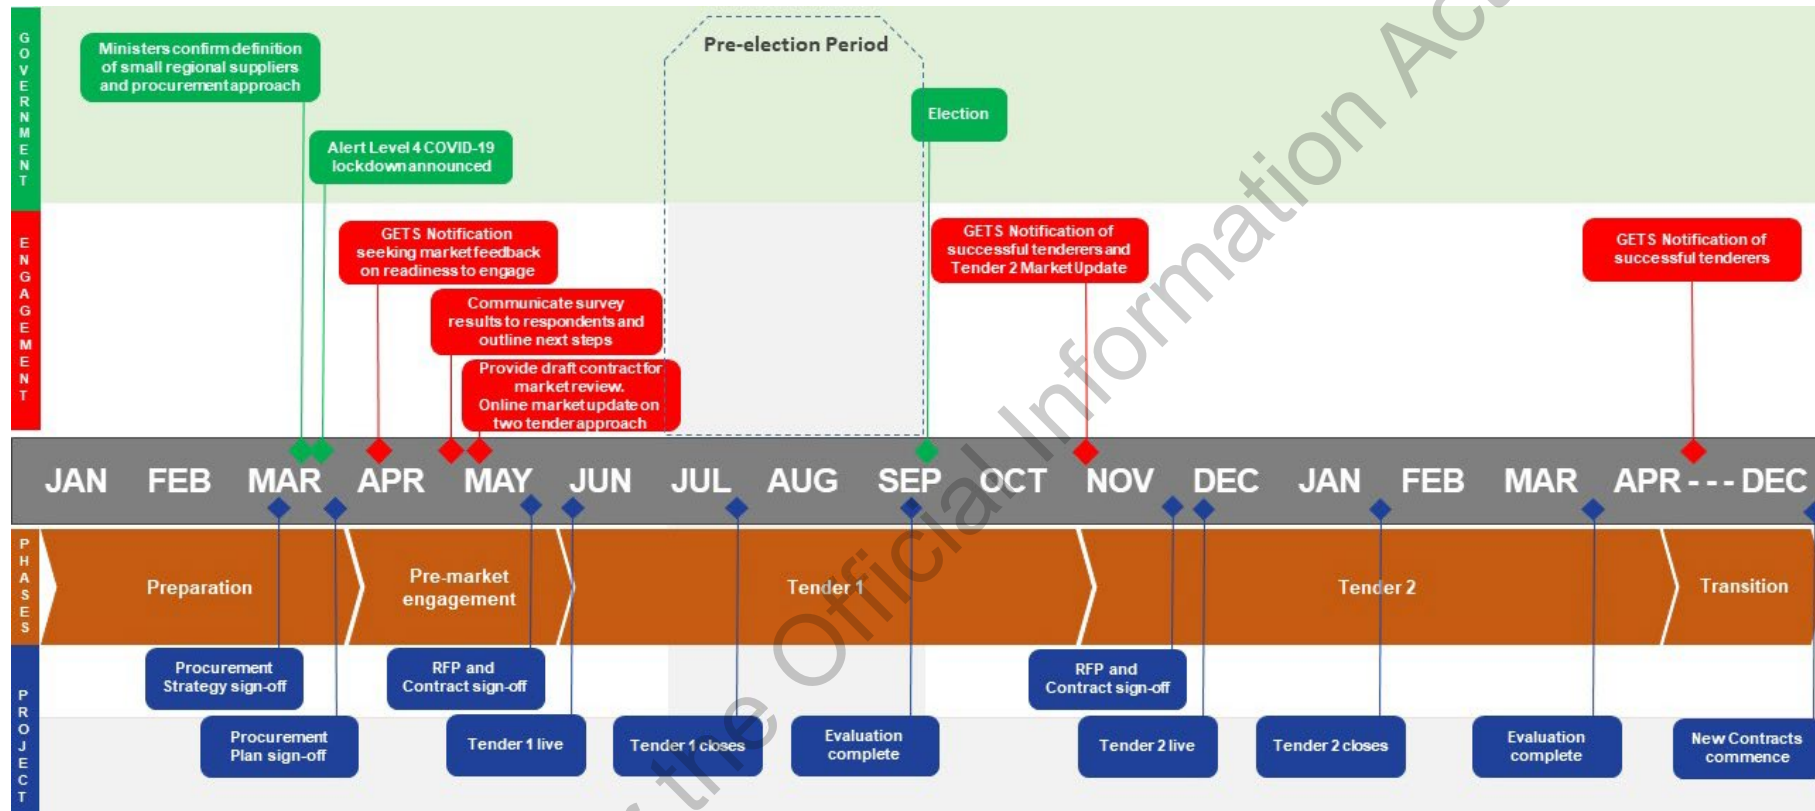 GOVERNMENT
Ministers confirm definition
of small regional suppliers
and procurement approach
Alert Level 4 COVID-19
lockdown announced
Pre-election Period
Election
ENGAGEMENT
GETS Notification
seeking market feedback
on readiness to engage
Communicate survey
results to respondents and
outline next steps
Provide draft contract for
market review.
Online market update on
two tender approach
GETS Notification of
successful tenderers and
Tender 2 Market Update
GETS Notification of
successful tenderers
JAN FEB MAR APR MAY JUN JUL AUG SEP OCT NOV DEC JAN FEB MAR APR - - - DEC
PHASES
Preparation
Pre-market
engagement
Tender 1
Tender 2
Transition
PROJECT
Procurement
Strategy sign-off
RFP and
Contract sign-off
RFP and
Contract sign-off
Procurement
Plan sign-off
Tender 1 live
Tender 1 closes
Evaluation
complete
Tender 2 live
Tender 2 closes
Evaluation
complete
New Contracts
commence
the Official Information Act